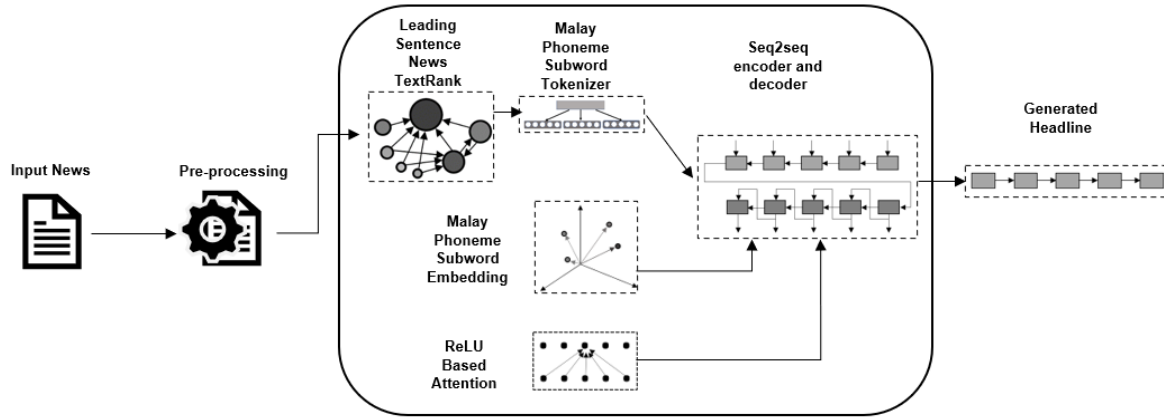 Input News
Pre-processing
Leading
Sentence
News
TextRank
Malay
Phoneme
Subword
Tokenizer
Seq2seq
encoder and
decoder
Malay
Phoneme
Subword
Embedding
ReLU
Based
Attention
Generated
Headline